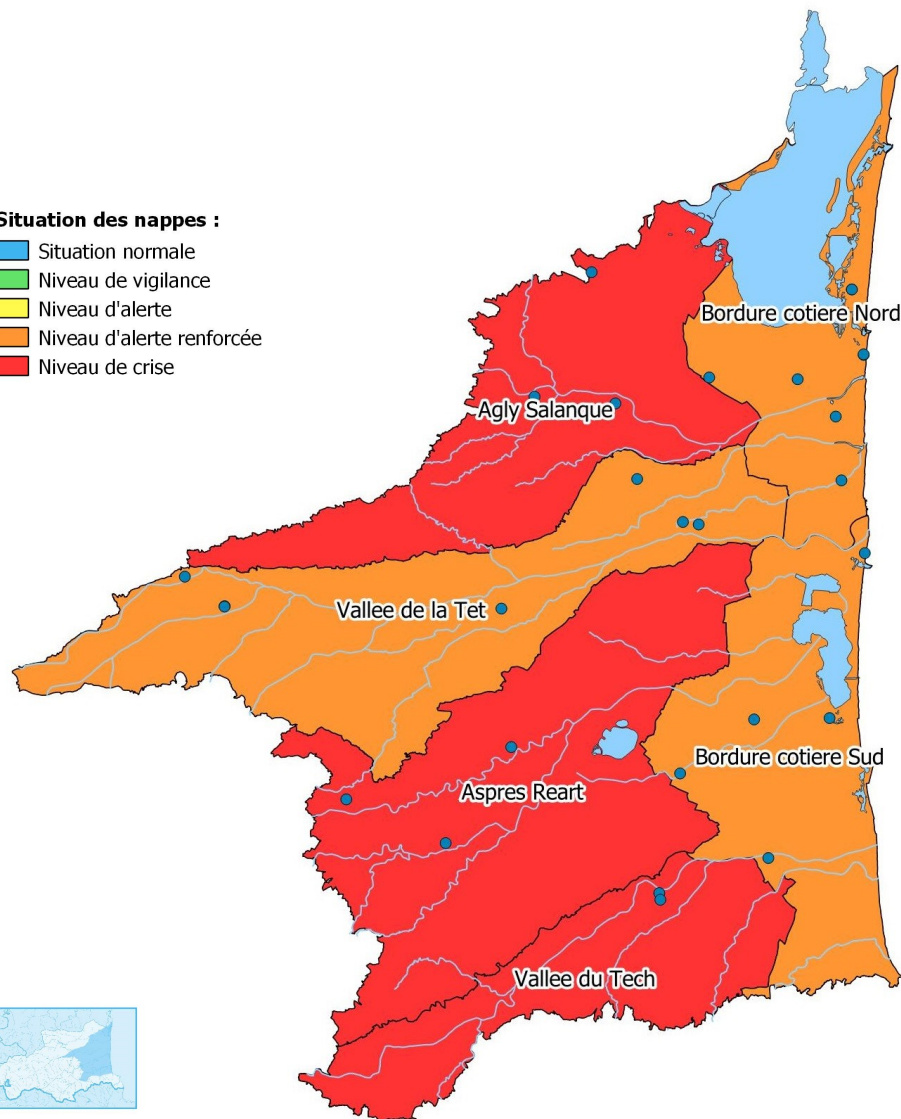 Situation des nappes :
Situation normale
Niveau de vigilance
Niveau d'alerte
Niveau d'alerte renforcée
Niveau de crise
Bordure cotiere Nord
Agly Salanque
Vallee de la Tet
Bordure cotiere Sud
Aspres Reart
Vallee du Tech